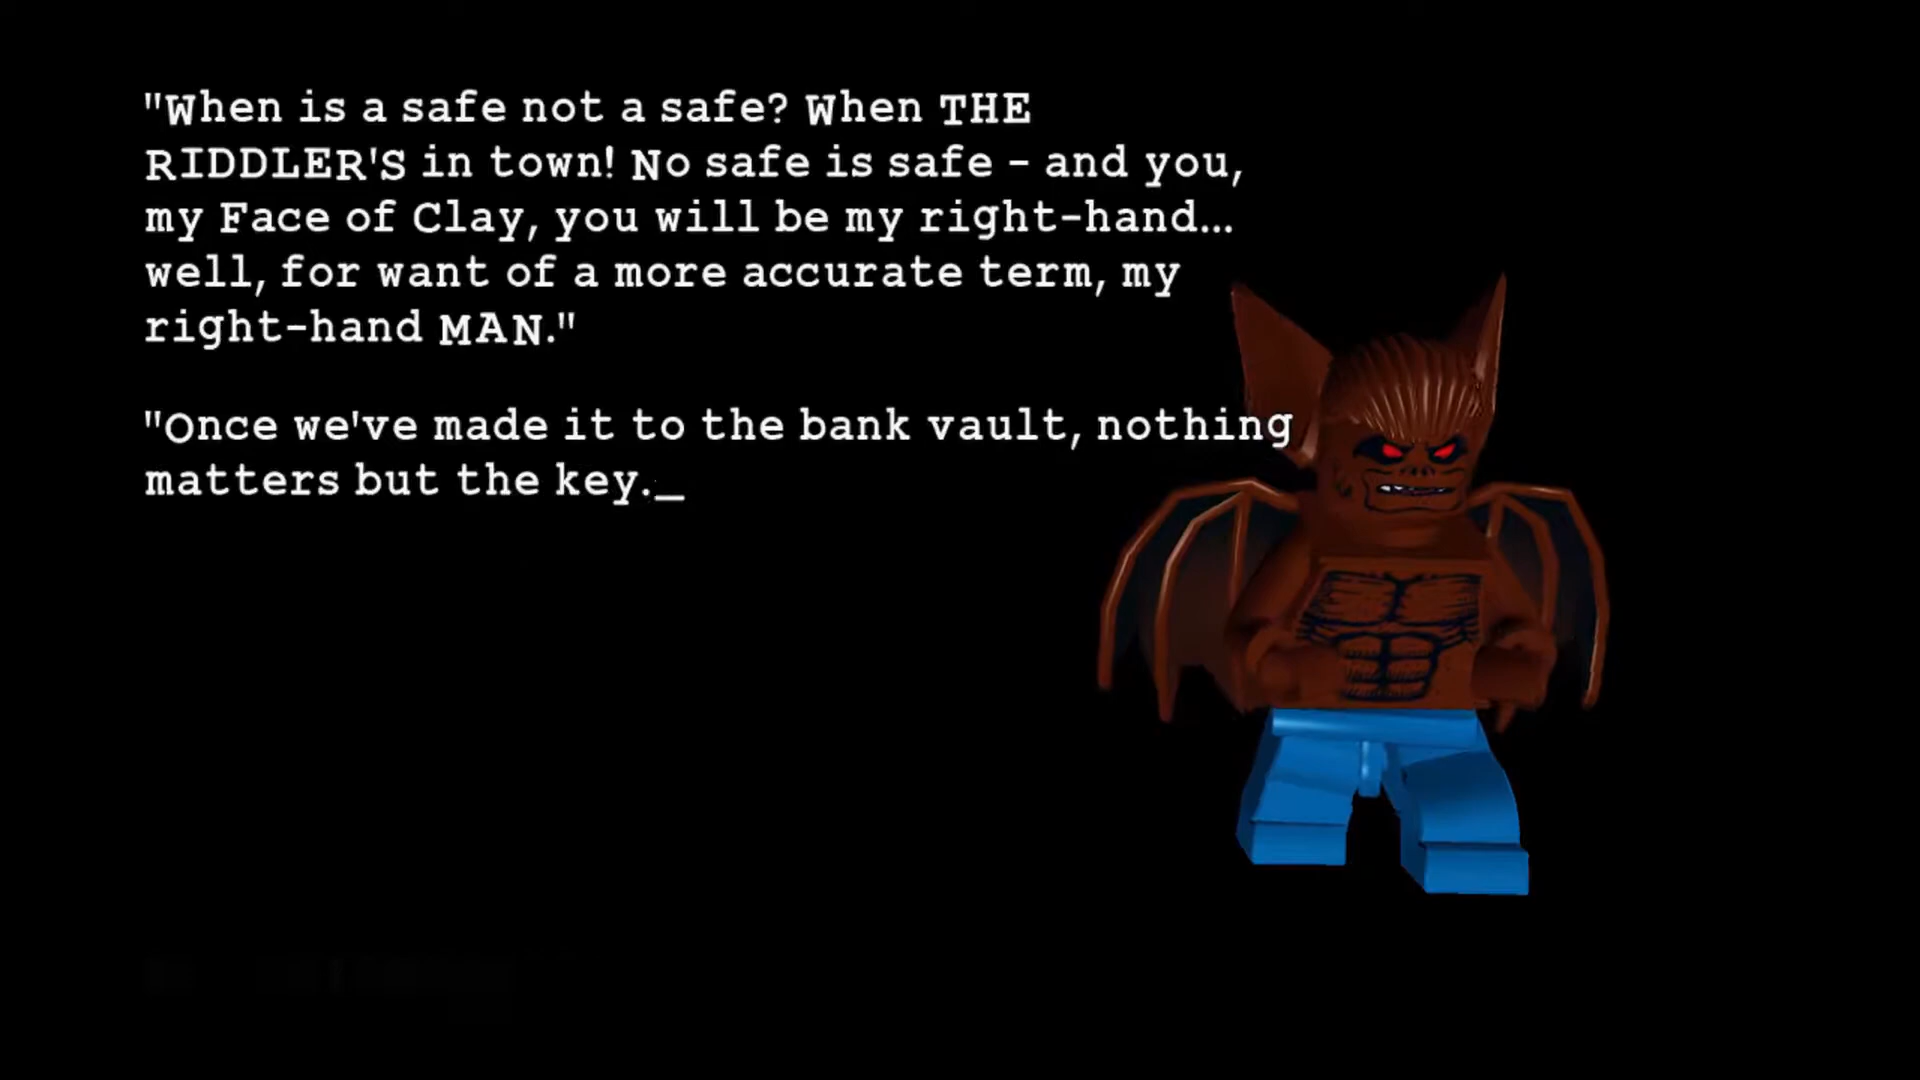 "When is a safe not a safe? When THE
RIDDLER'S in town! No safe is safe - and you,
my Face of Clay, you will be my right-hand...
well, for want of a more accurate term, my
right-hand MAN."
"Once we've made it to the bank vault, nothing
matters but the key._